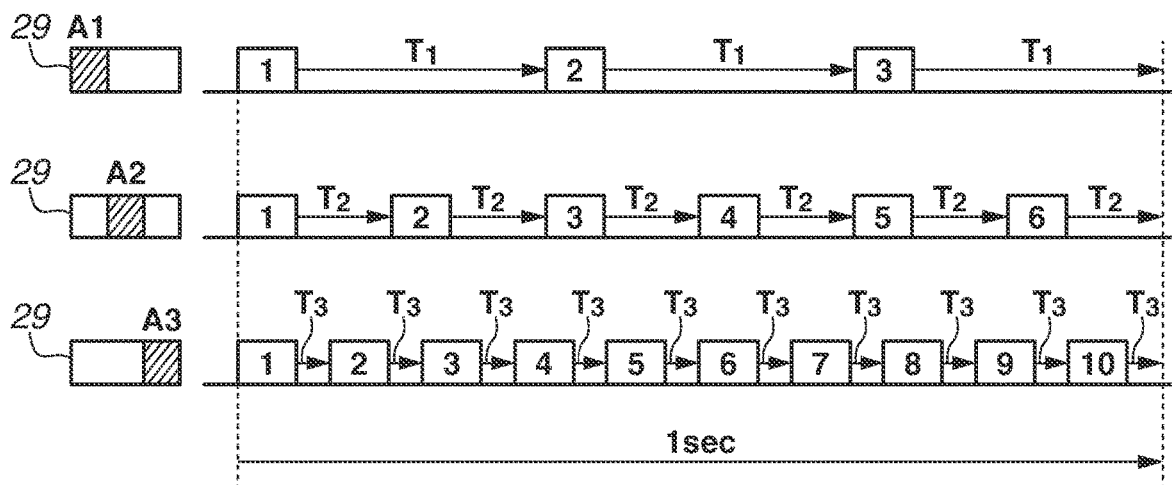 29 A1 1 T1 2 T1 3 T1
29 A2 1 T2 2 T2 3 T2 4 T2 5 T2 6 T2
29 A3 1 T3 2 T3 3 T3 4 T3 5 T3 6 T3 7 T3 8 T3 9 T3 10 T3
1sec